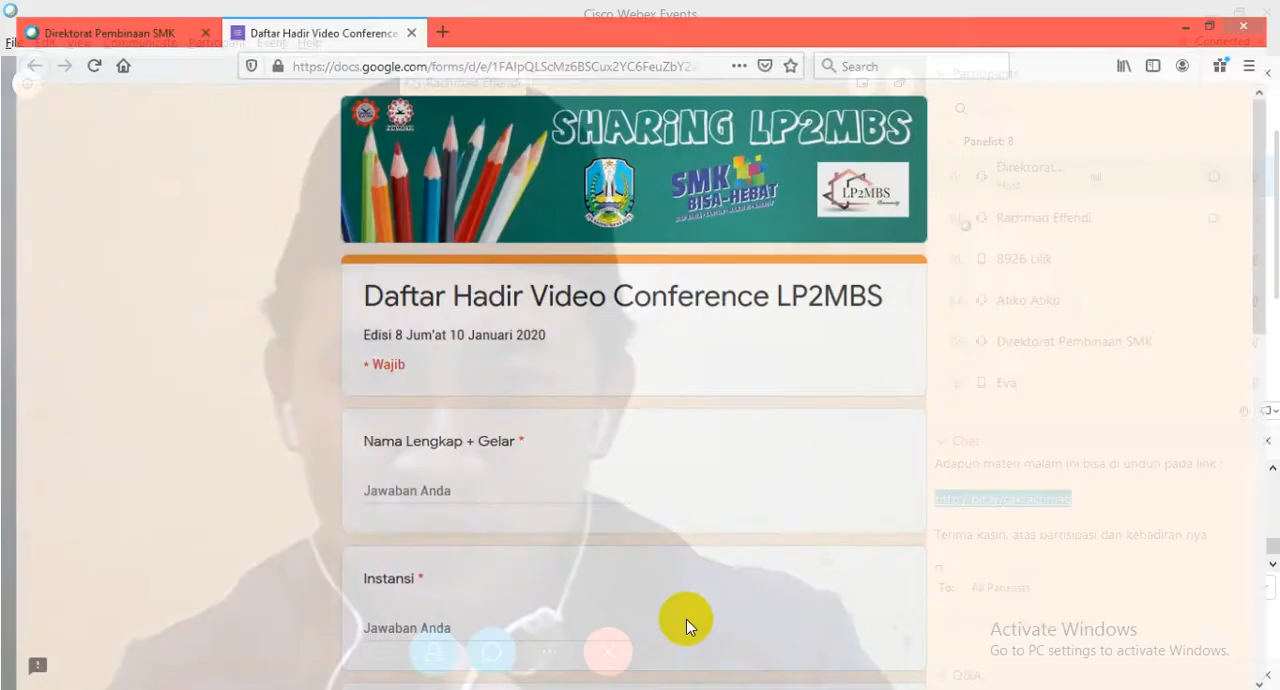 Cisco Webex Events
Direktorat Pembinaan SMK
Daftar Hadir Video Conference
File Edit View Communicate Participant Event Help
Connected
https://docs.google.com/forms/d/e/1FAIpQLScMz6BSCux2YC6FeuZbY2
Search
Rachmad Effendi
Participants
SHARING LP2MBS
SMK
BISA-HEBAT
LP2MBS
Panelist: 8
Direktorat...
Host
Rachmad Effendi
8926 Lilik
Daftar Hadir Video Conference LP2MBS
Abko Abko
Edisi 8 Jum'at 10 Januari 2020
Direktorat Pembinaan SMK
* Wajib
Eva
Nama Lengkap + Gelar *
Chat
Adapun materi malam ini bisa di unduh pada link :
Jawaban Anda
Terima kasih, atas partisipasi dan kehadiran nya
Instansi *
To: All Panelists
Jawaban Anda
Activate Windows
Go to PC settings to activate Windows.
Q&A